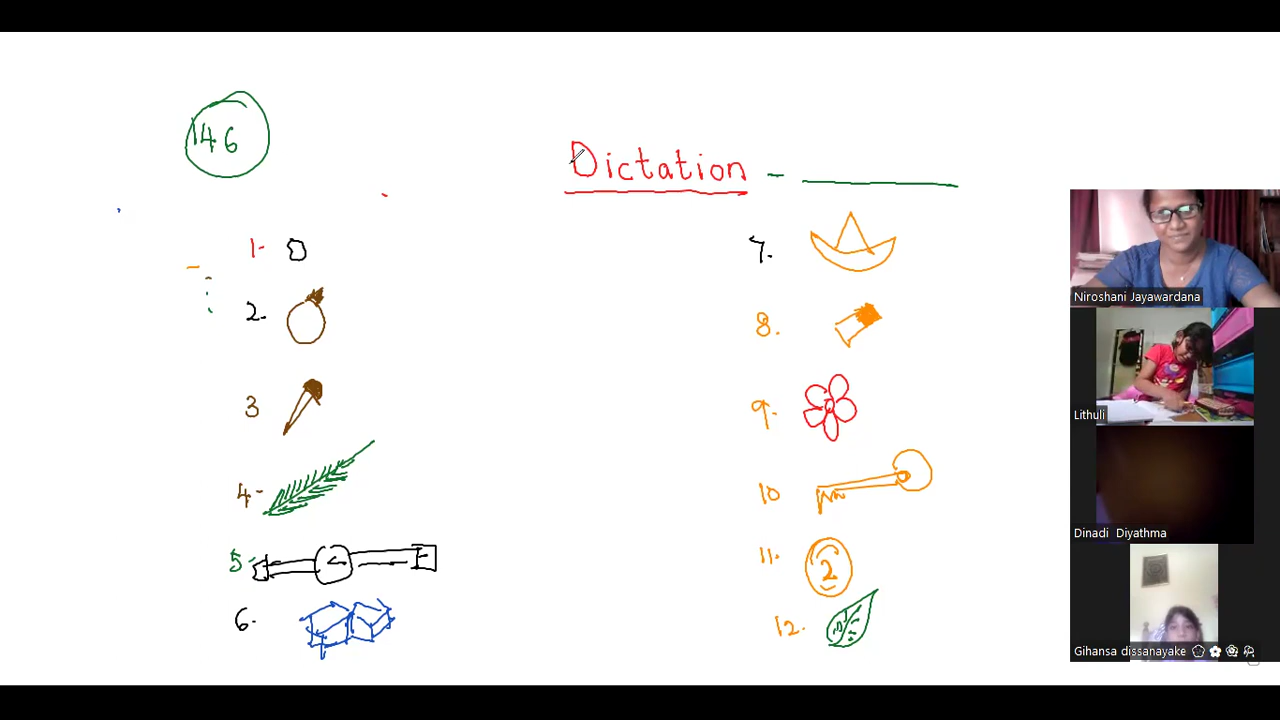 146
Dictation -
1-
2.
3
4-
5-
6.
7.
8.
9.
10
11.
2
12.
Niroshani Jayawardana
Lithuli
Dinadi Diyathma
Gihansa dissanayake